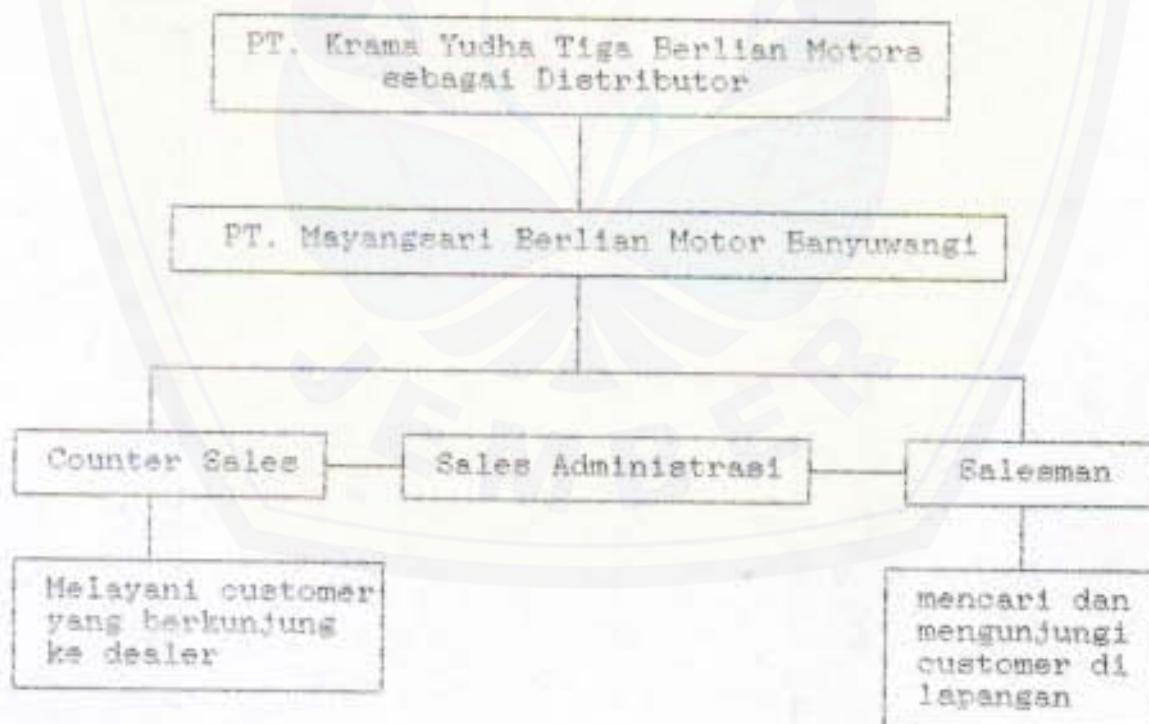 PT. Krama Yudha Tiga Berlian Motors
sebagai Distributor
PT. Mayangsari Berlian Motor Banyuwangi
JEMBER
Counter Sales
Sales Administrasi
Salesman
Melayani customer
yang berkunjung
ke dealer
mencari dan
mengunjungi
customer di
lapangan